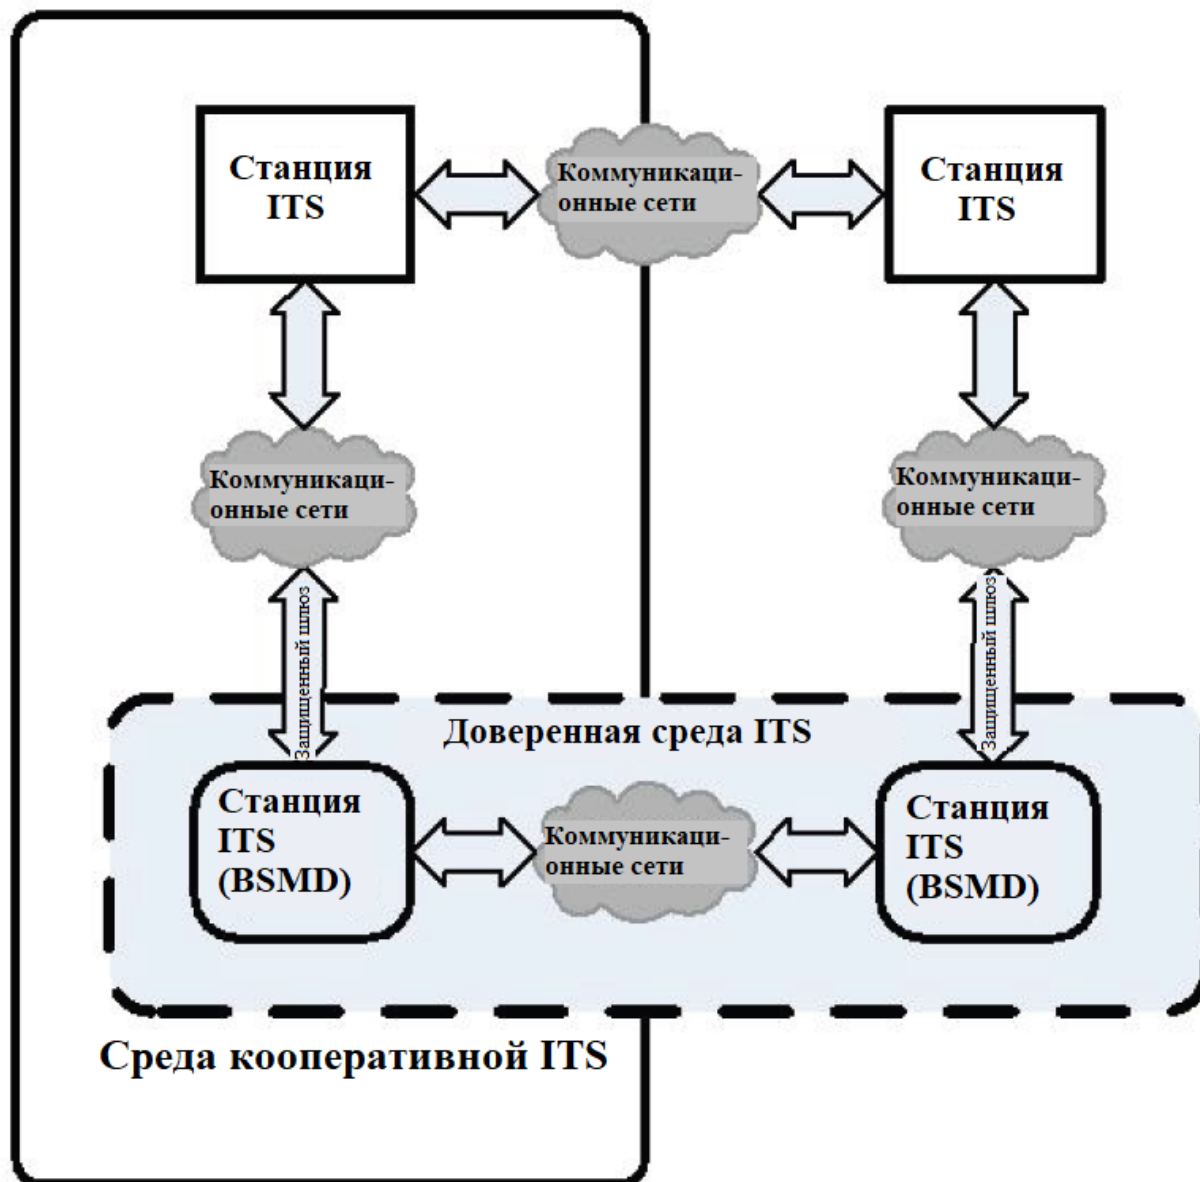 Станция
ITS
Коммуникаци-
онные сети
Станция
ITS
Коммуникаци-
онные сети
Коммуникаци-
онные сети
Защищенный шлюз
Защищенный шлюз
Доверенная среда ITS
Станция
ITS
(BSMD)
Коммуникаци-
онные сети
Станция
ITS
(BSMD)
Среда кооперативной ITS